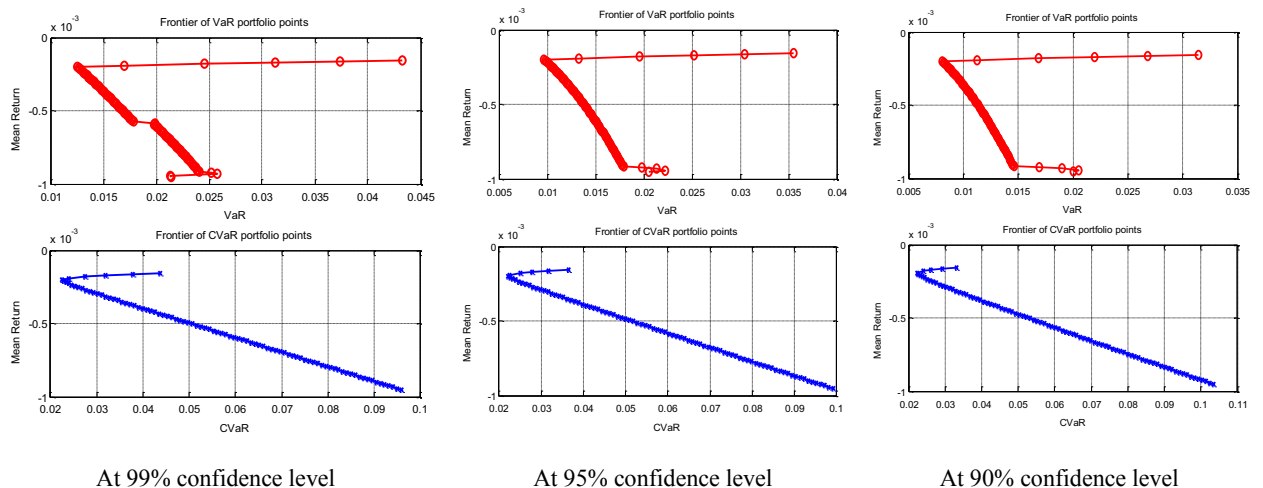 Frontier of VaR portfolio points
x 10^-3
0
-0.5
-1
Mean Return
0.01 0.015 0.02 0.025 0.03 0.035 0.04 0.045
VaR
Frontier of CVaR portfolio points
x 10^-3
0
-0.5
-1
Mean Return
0.02 0.03 0.04 0.05 0.06 0.07 0.08 0.09 0.1
CVaR
At 99% confidence level
Frontier of VaR portfolio points
x 10^-3
0
-0.5
-1
Mean Return
0.005 0.01 0.015 0.02 0.025 0.03 0.035 0.04
VaR
Frontier of CVaR portfolio points
x 10^-3
0
-0.5
-1
Mean Return
0.02 0.03 0.04 0.05 0.06 0.07 0.08 0.09 0.1
CVaR
At 95% confidence level
Frontier of VaR portfolio points
x 10^-3
0
-0.5
-1
Mean Return
0.005 0.01 0.015 0.02 0.025 0.03 0.035
VaR
Frontier of CVaR portfolio points
x 10^-3
0
-0.5
-1
Mean Return
0.02 0.03 0.04 0.05 0.06 0.07 0.08 0.09 0.1 0.11
CVaR
At 90% confidence level